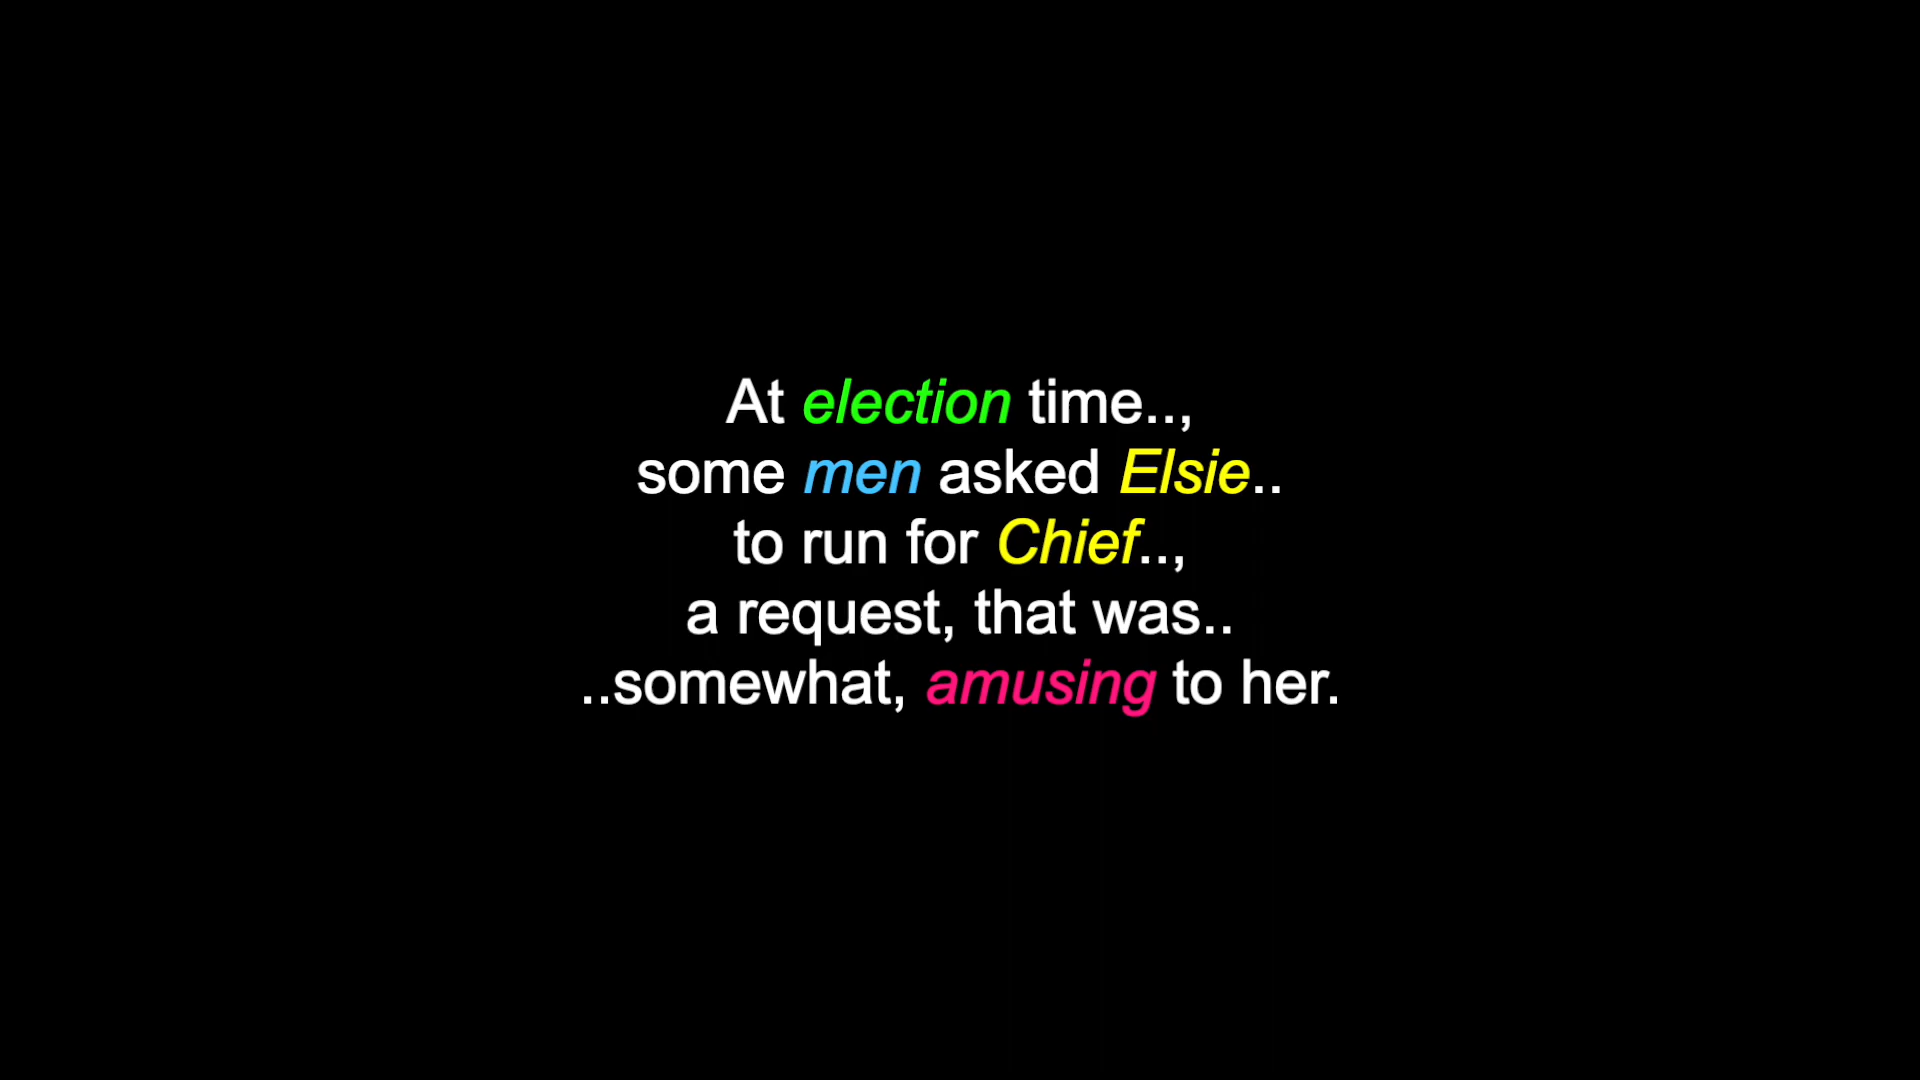 At election time..,
some men asked Elsie..
to run for Chief..,
a request, that was..
..somewhat, amusing to her.